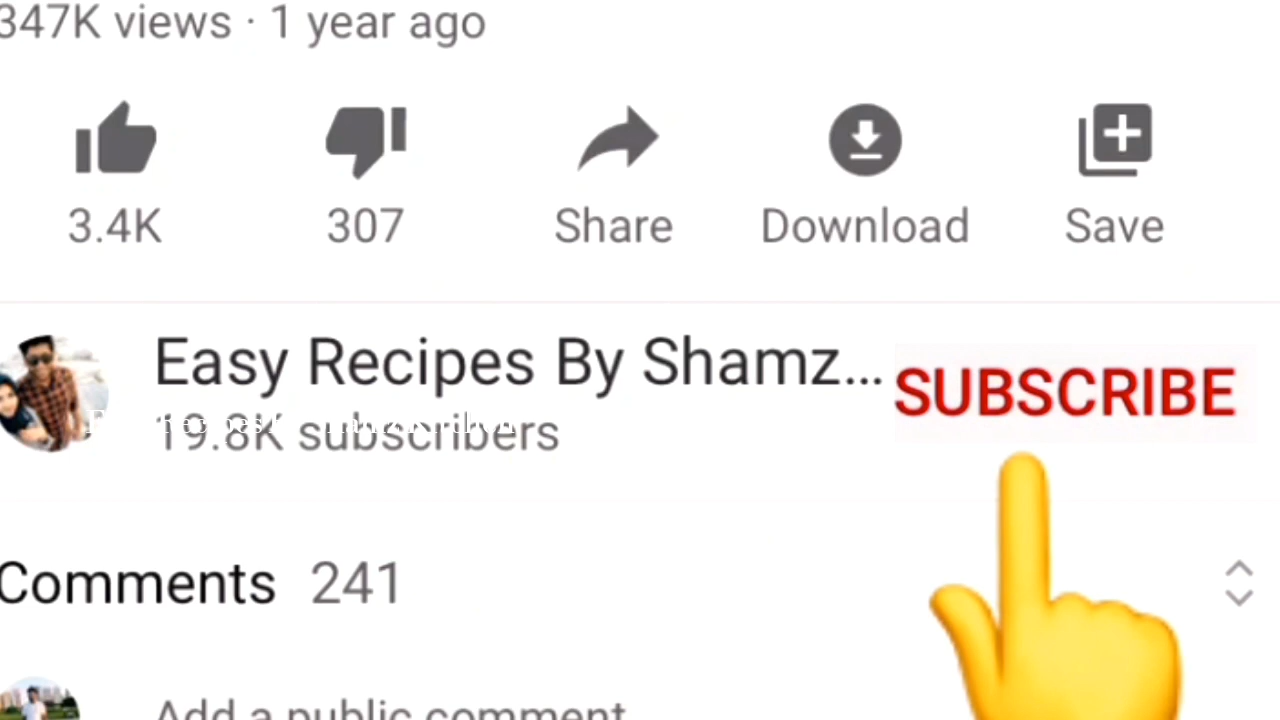 347K views · 1 year ago
3.4K 307 Share Download Save
Easy Recipes By Shamz...
SUBSCRIBE
19.8K subscribers
Comments 241
Add a public comment